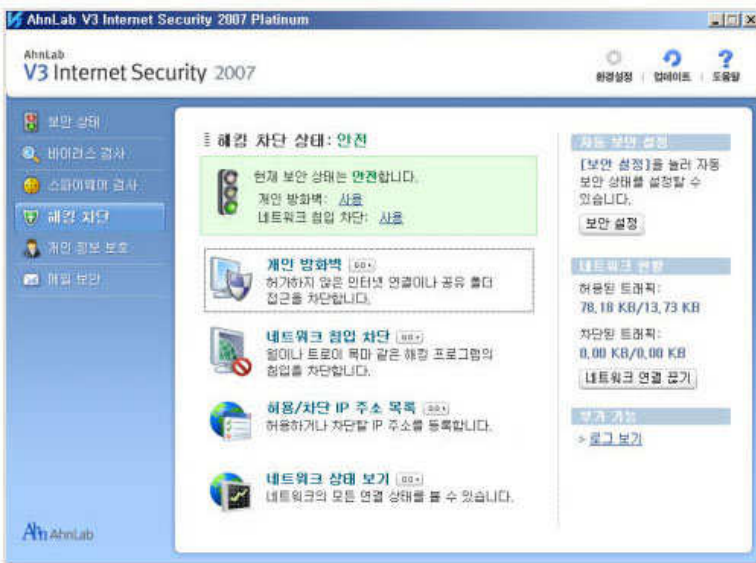 AhnLab V3 Internet Security 2007 Platinum
AhnLab
V3 Internet Security 2007
환경설정 | 업데이트 | 도움말
보안 상태
바이러스 검사
스파이웨어 검사
해킹 차단
개인 정보 보호
메일 보안
AhnLab
해킹 차단 상태: 안전
현재 보안 상태는 안전합니다.
개인 방화벽: 사용
네트워크 침입 차단: 사용
개인 방화벽 GO
허가하지 않은 인터넷 연결이나 공유 폴더
접근을 차단합니다.
네트워크 침입 차단 GO
웜이나 트로이 목마 같은 해킹 프로그램의
침입를 차단합니다.
허용/차단 IP 주소 목록 GO
허용하거나 차단할 IP 주소를 등록합니다.
네트워크 상태 보기 GO
네트워크의 모든 연결 상태를 볼 수 있습니다.
자동 보안 설정
[보안 설정]을 눌러 자동
보안 상태를 설정할 수
있습니다.
보안 설정
네트워크 현황
허용된 트래픽:
78,18 KB/13,73 KB
차단된 트래픽:
0,00 KB/0,00 KB
네트워크 연결 끊기
부가 기능
> 로그 보기